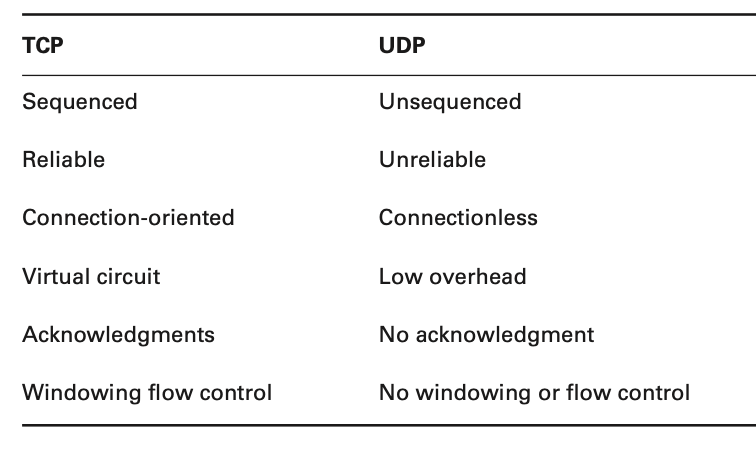 TCP UDP
Sequenced Unsequenced
Reliable Unreliable
Connection-oriented Connectionless
Virtual circuit Low overhead
Acknowledgments No acknowledgment
Windowing flow control No windowing or flow control